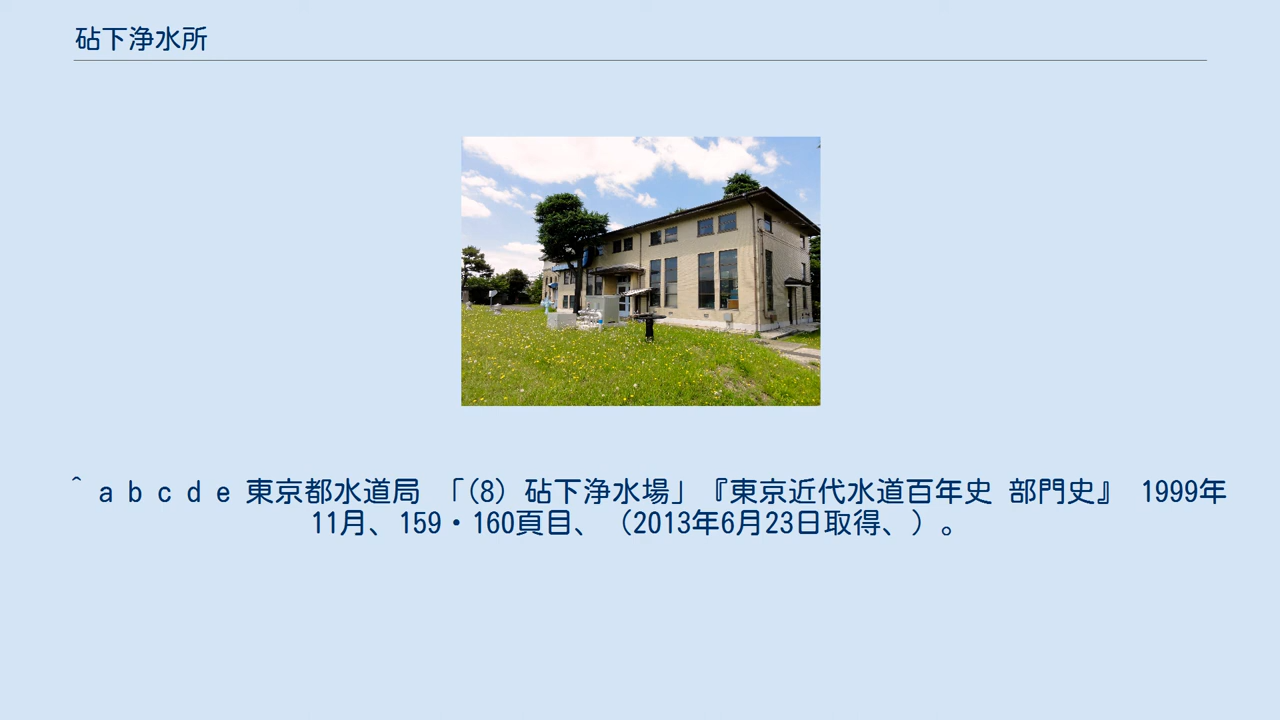 砧下浄水所
^ a b c d e 東京都水道局 「(8) 砧下浄水場」『東京近代水道百年史 部門史』 1999年
11月、159・160頁目、（2013年6月23日取得、）。